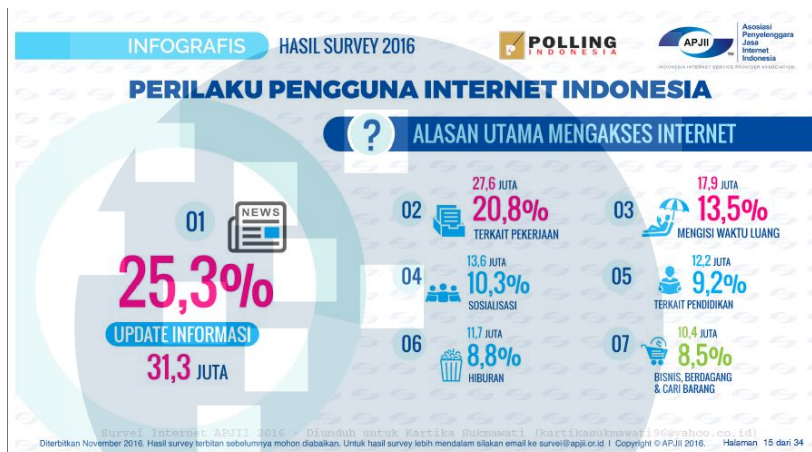 INFOGRAFIS HASIL SURVEY 2016
POLLING
INDONESIA
APJII
Asosiasi
Penyelenggara
Jasa
Internet
Indonesia
INDONESIA INTERNET SERVICE PROVIDER ASSOCIATION
PERILAKU PENGGUNA INTERNET INDONESIA
? ALASAN UTAMA MENGAKSES INTERNET
01
NEWS
25,3%
UPDATE INFORMASI
31,3 JUTA
02
27,6 JUTA
20,8%
TERKAIT PEKERJAAN
03
17,9 JUTA
13,5%
MENGISI WAKTU LUANG
04
13,6 JUTA
10,3%
SOSIALISASI
05
12,2 JUTA
9,2%
TERKAIT PENDIDIKAN
06
11,7 JUTA
8,8%
HIBURAN
07
10,4 JUTA
8,5%
BISNIS, BERDAGANG
& CARI BARANG
Survei Internet APJII 2016 - Diunduh untuk Kartika Sukmawati (kartikasukmawati96@yahoo.co.id)
Diterbitkan November 2016. Hasil survey terbitan sebelumnya mohon diabaikan. Untuk hasil survey lebih mendalam silakan email ke survei@apjii.or.id | Copyright © APJII 2016. Halaman 15 dari 34